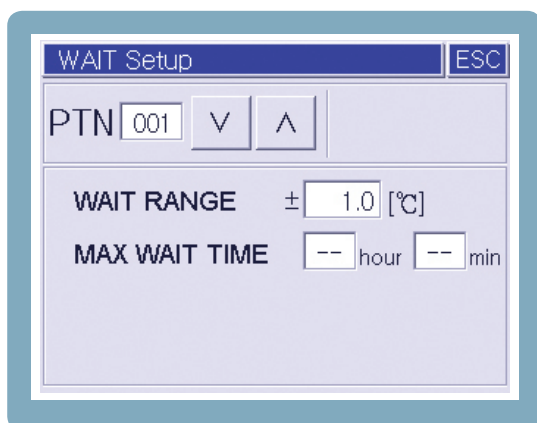 WAIT Setup ESC
PTN 001 ∨ ∧
WAIT RANGE ± 1.0 [℃]
MAX WAIT TIME -- hour -- min